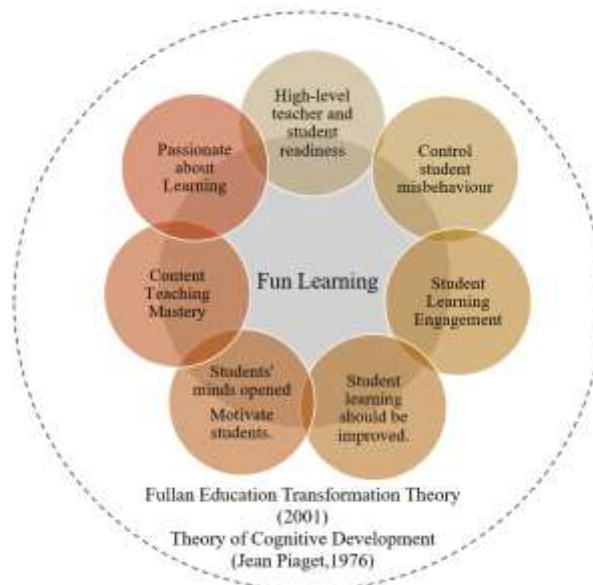 High-level
teacher and
student
readiness
Control
student
misbehaviour
Student
Learning
Engagement
Student
learning
should be
improved.
Students'
minds opened
Motivate
students.
Content
Teaching
Mastery
Passionate
about
Learning
Fun Learning
Fullan Education Transformation Theory
(2001)
Theory of Cognitive Development
(Jean Piaget,1976)